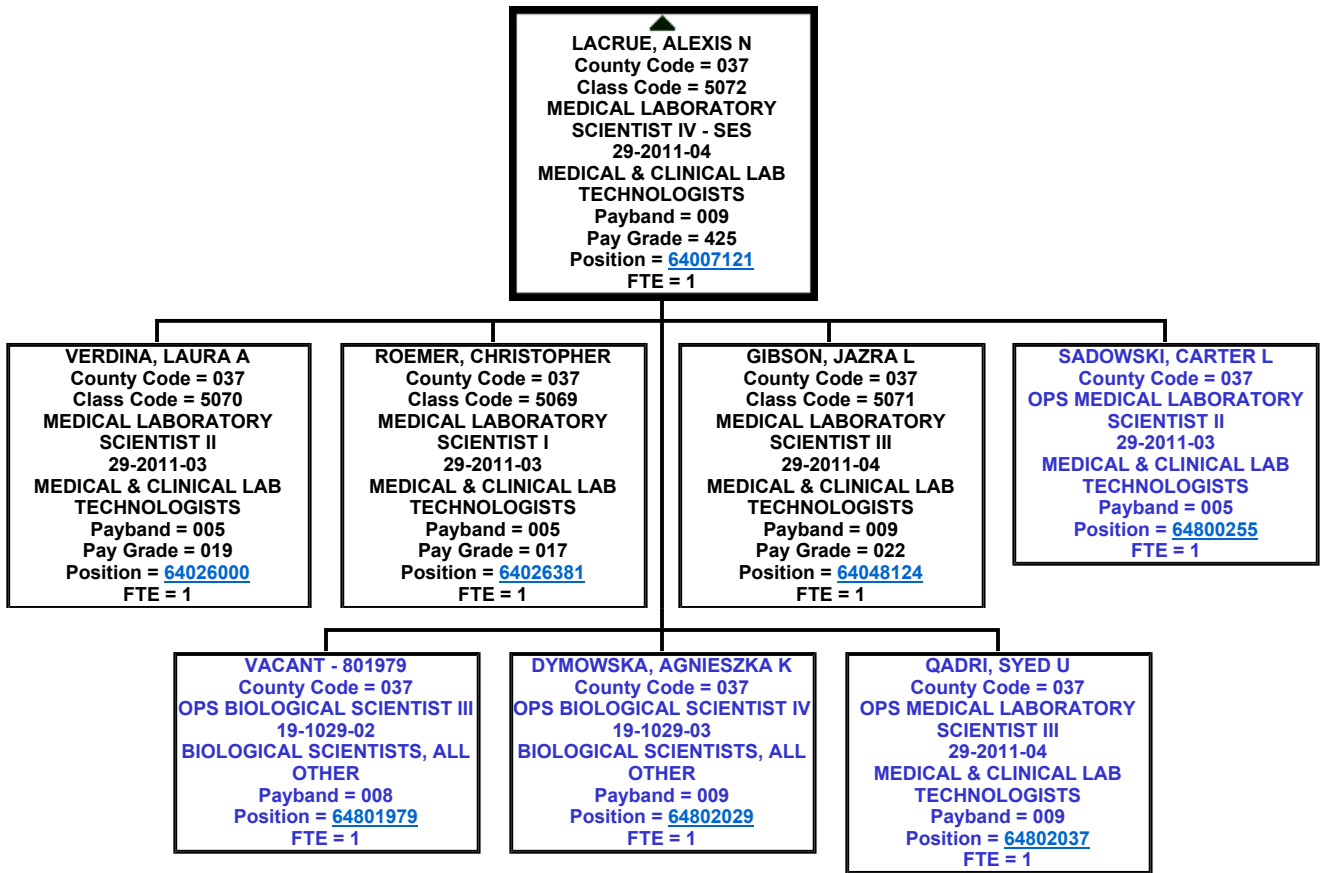 LACRUE, ALEXIS N
County Code = 037
Class Code = 5072
MEDICAL LABORATORY
SCIENTIST IV - SES
29-2011-04
MEDICAL & CLINICAL LAB
TECHNOLOGISTS
Payband = 009
Pay Grade = 425
Position = 64007121
FTE = 1
VERDINA, LAURA A
County Code = 037
Class Code = 5070
MEDICAL LABORATORY
SCIENTIST II
29-2011-03
MEDICAL & CLINICAL LAB
TECHNOLOGISTS
Payband = 005
Pay Grade = 019
Position = 64026000
FTE = 1
ROEMER, CHRISTOPHER
County Code = 037
Class Code = 5069
MEDICAL LABORATORY
SCIENTIST I
29-2011-03
MEDICAL & CLINICAL LAB
TECHNOLOGISTS
Payband = 005
Pay Grade = 017
Position = 64026381
FTE = 1
GIBSON, JAZRA L
County Code = 037
Class Code = 5071
MEDICAL LABORATORY
SCIENTIST III
29-2011-04
MEDICAL & CLINICAL LAB
TECHNOLOGISTS
Payband = 009
Pay Grade = 022
Position = 64048124
FTE = 1
SADOWSKI, CARTER L
County Code = 037
OPS MEDICAL LABORATORY
SCIENTIST II
29-2011-03
MEDICAL & CLINICAL LAB
TECHNOLOGISTS
Payband = 005
Position = 64800255
FTE = 1
VACANT - 801979
County Code = 037
OPS BIOLOGICAL SCIENTIST III
19-1029-02
BIOLOGICAL SCIENTISTS, ALL
OTHER
Payband = 008
Position = 64801979
FTE = 1
DYMOWSKA, AGNIESZKA K
County Code = 037
OPS BIOLOGICAL SCIENTIST IV
19-1029-03
BIOLOGICAL SCIENTISTS, ALL
OTHER
Payband = 009
Position = 64802029
FTE = 1
QADRI, SYED U
County Code = 037
OPS MEDICAL LABORATORY
SCIENTIST III
29-2011-04
MEDICAL & CLINICAL LAB
TECHNOLOGISTS
Payband = 009
Position = 64802037
FTE = 1